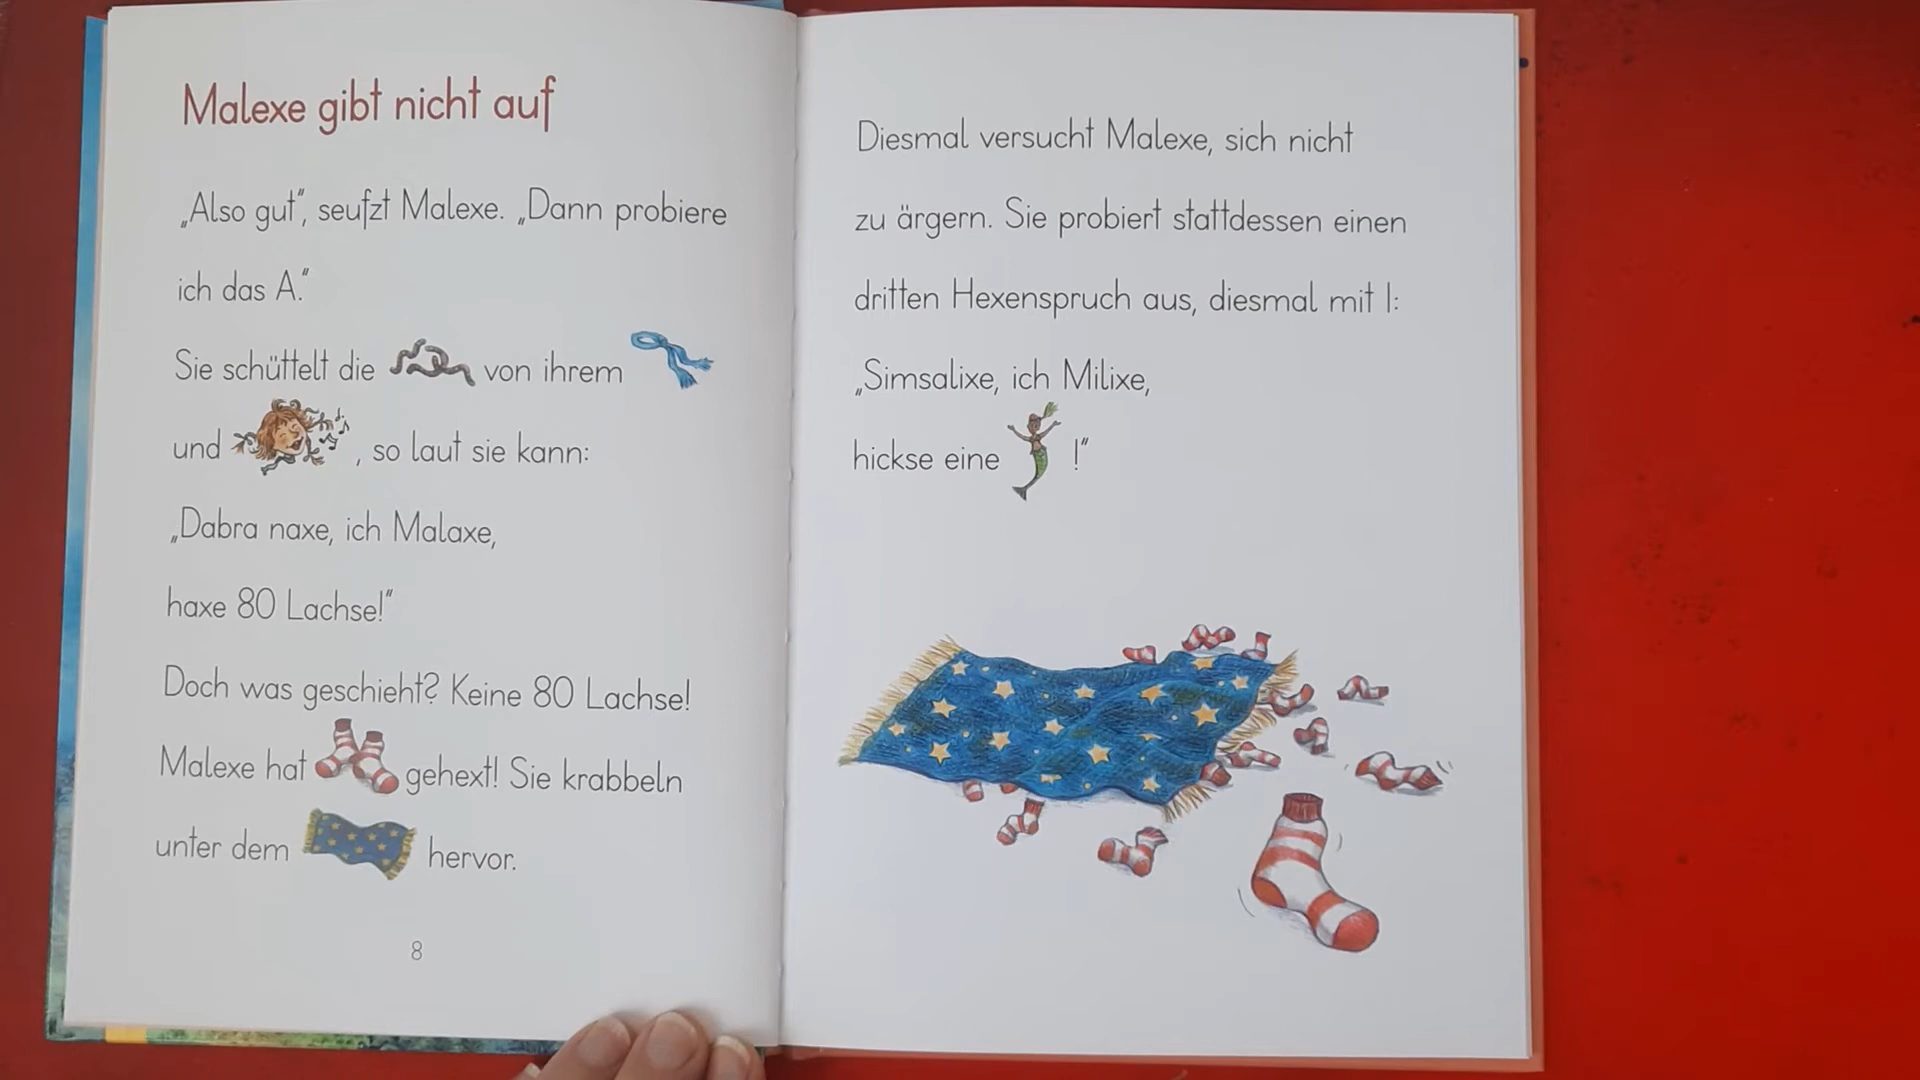 Malexe gibt nicht auf
„Also gut“, seufzt Malexe. „Dann probiere
ich das A.“
Sie schüttelt die von ihrem
und , so laut sie kann:
„Dabra naxe, ich Malaxe,
haxe 80 Lachse!“
Doch was geschieht? Keine 80 Lachse!
Malexe hat gehext! Sie krabbeln
unter dem hervor.
8
Diesmal versucht Malexe, sich nicht
zu ärgern. Sie probiert stattdessen einen
dritten Hexenspruch aus, diesmal mit I:
„Simsalixe, ich Milixe,
hickse eine !“